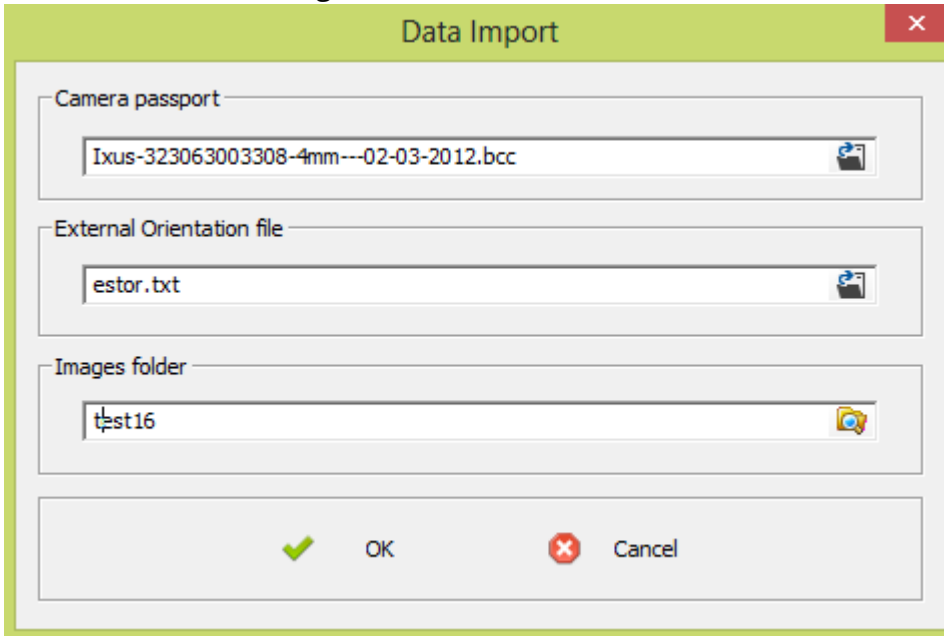 Data Import
Camera passport
Ixus-323063003308-4mm---02-03-2012.bcc
External Orientation file
estor.txt
Images folder
test16
OK Cancel